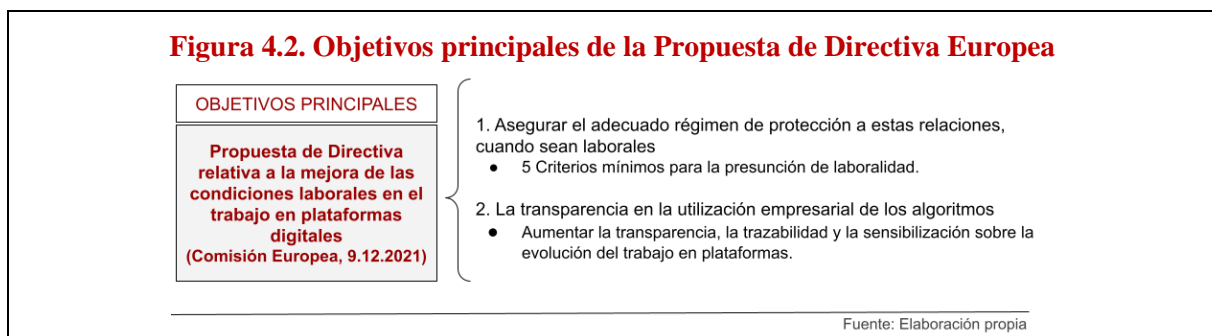 Figura 4.2. Objetivos principales de la Propuesta de Directiva Europea
OBJETIVOS PRINCIPALES
Propuesta de Directiva
relativa a la mejora de las
condiciones laborales en el
trabajo en plataformas
digitales
(Comisión Europea, 9.12.2021)
1. Asegurar el adecuado régimen de protección a estas relaciones,
cuando sean laborales
● 5 Criterios mínimos para la presunción de laboralidad.
2. La transparencia en la utilización empresarial de los algoritmos
● Aumentar la transparencia, la trazabilidad y la sensibilización sobre la
evolución del trabajo en plataformas.
Fuente: Elaboración propia